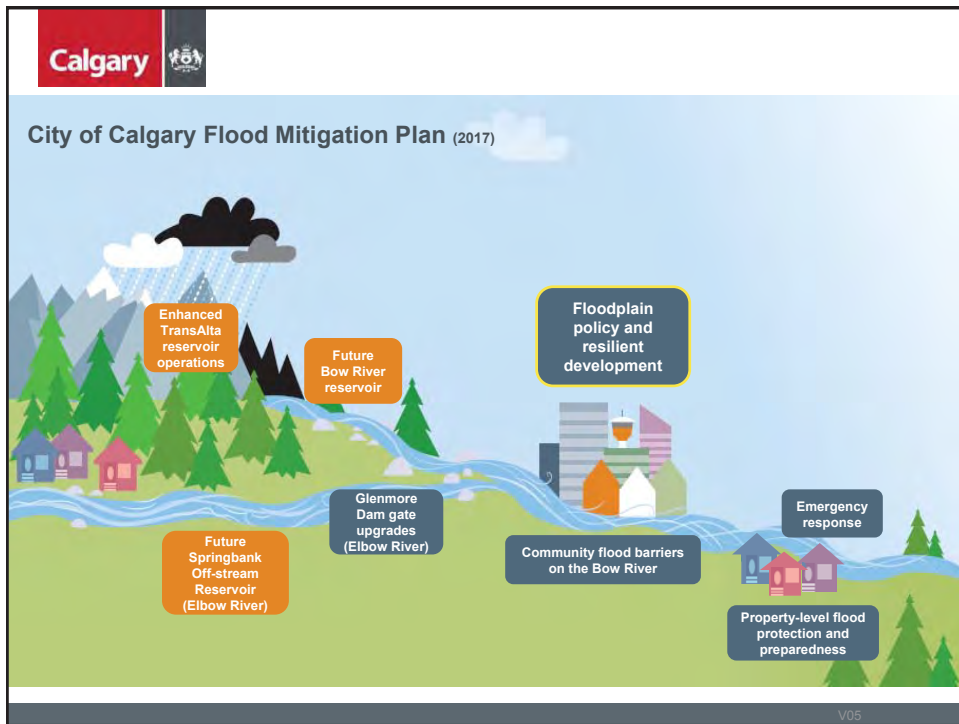 Calgary
City of Calgary Flood Mitigation Plan (2017)
Enhanced
TransAlta
reservoir
operations
Future
Bow River
reservoir
Floodplain
policy and
resilient
development
Glenmore
Dam gate
upgrades
(Elbow River)
Future
Springbank
Off-stream
Reservoir
(Elbow River)
Community flood barriers
on the Bow River
Emergency
response
Property-level flood
protection and
preparedness
V05